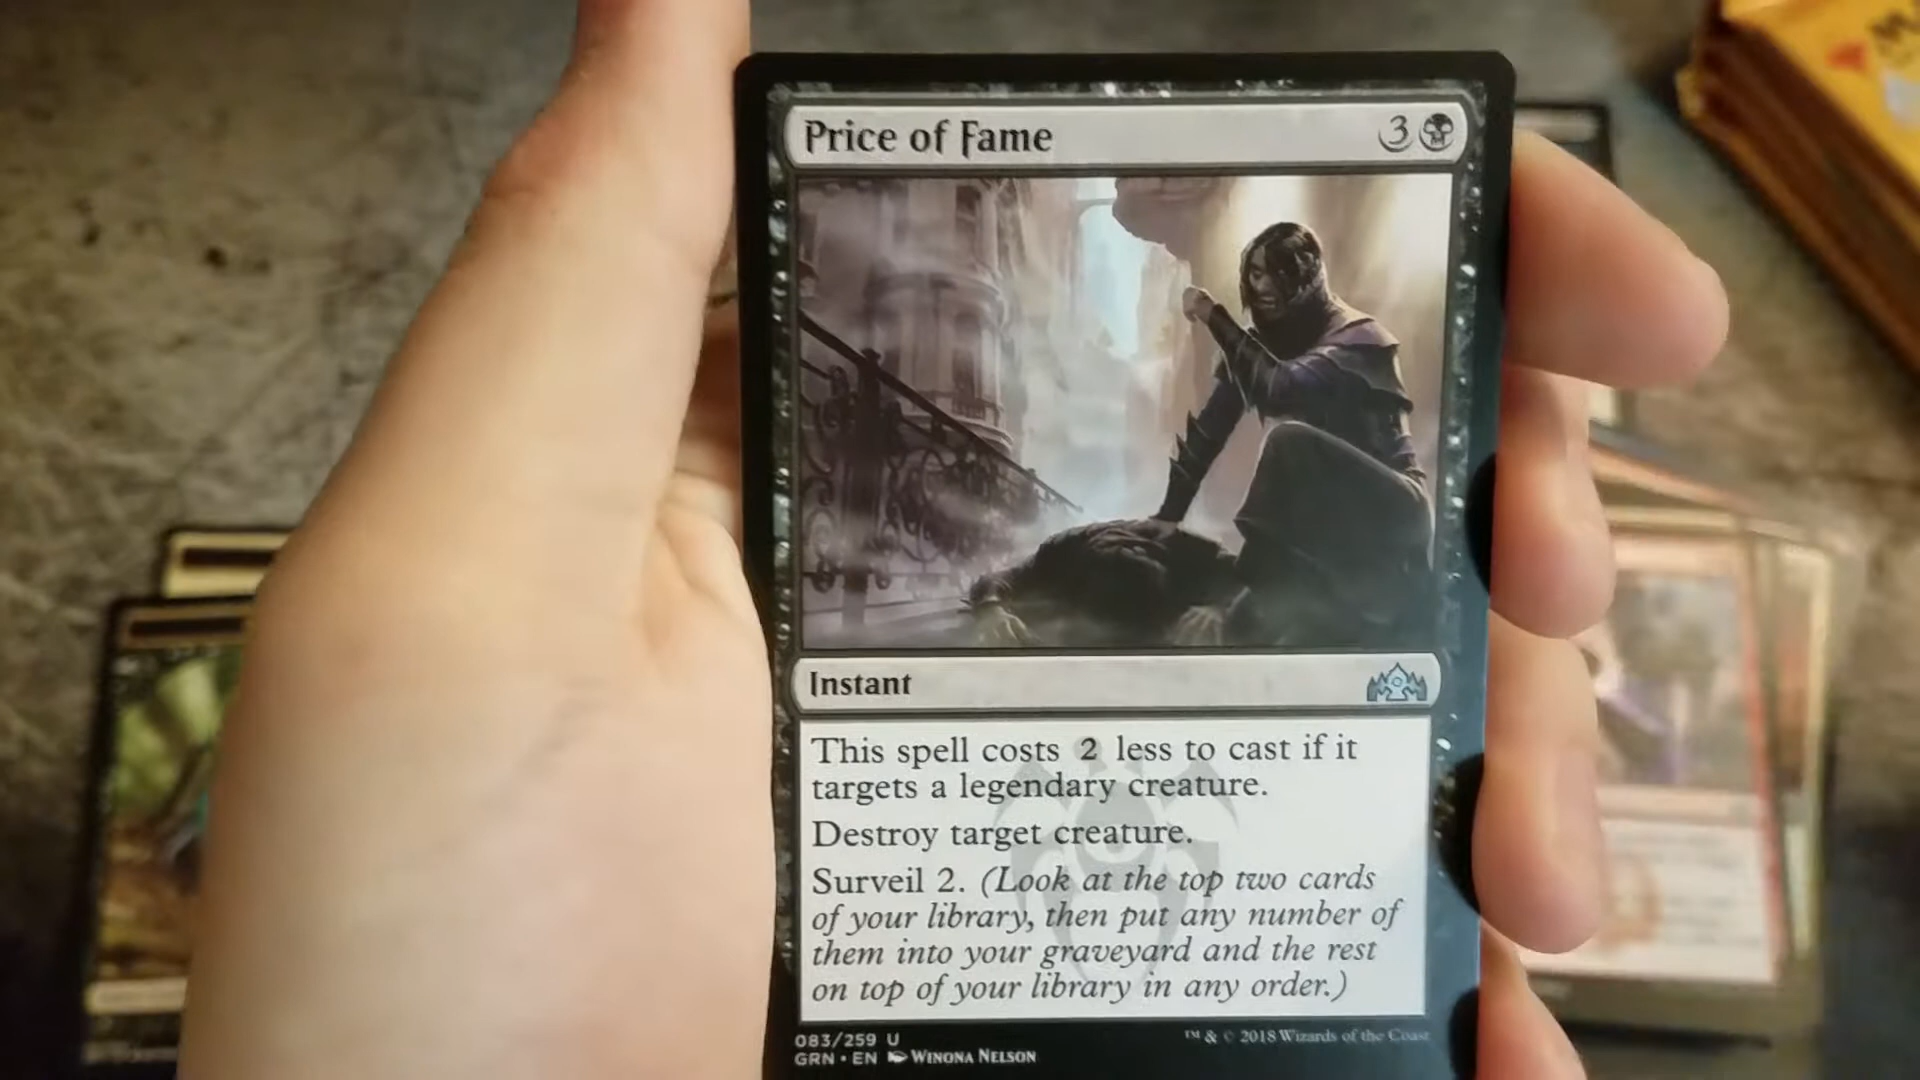 Price of Fame 3
Instant
This spell costs 2 less to cast if it
targets a legendary creature.
Destroy target creature.
Surveil 2. (Look at the top two cards
of your library, then put any number of
them into your graveyard and the rest
on top of your library in any order.)
083/259 U
™ & © 2018 Wizards of the Coast
GRN • EN Winona Nelson